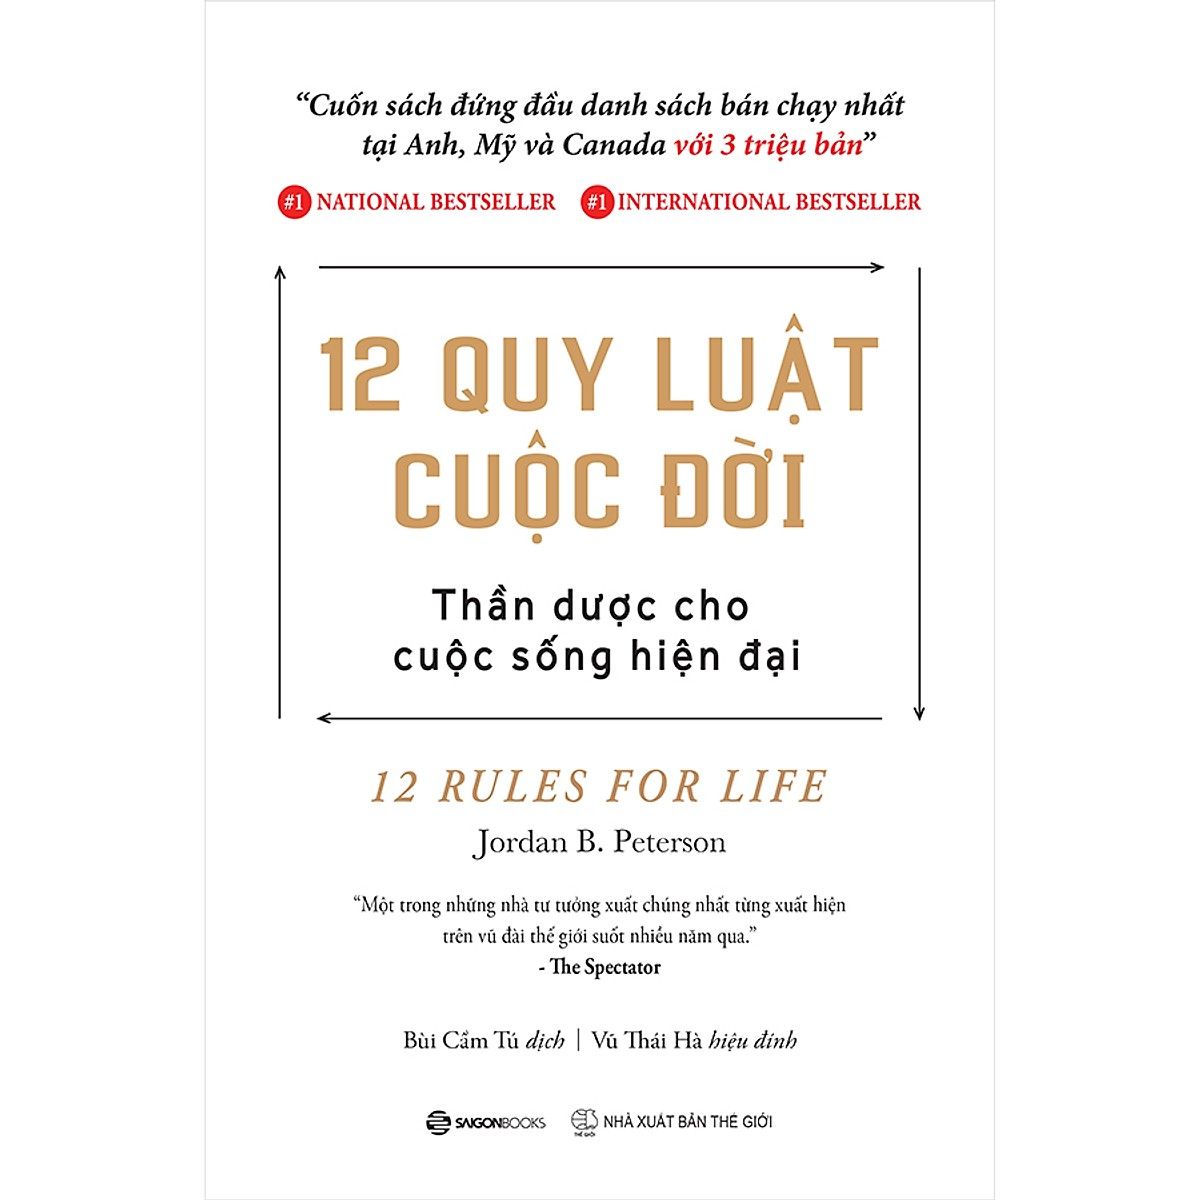 “Cuốn sách đứng đầu danh sách bán chạy nhất
tại Anh, Mỹ và Canada với 3 triệu bản”
#1 NATIONAL BESTSELLER #1 INTERNATIONAL BESTSELLER
12 QUY LUẬT
CUỘC ĐỜI
Thần dược cho
cuộc sống hiện đại
12 RULES FOR LIFE
Jordan B. Peterson
“Một trong những nhà tư tưởng xuất chúng nhất từng xuất hiện
trên vũ đài thế giới suốt nhiều năm qua.”
- The Spectator
Bùi Cẩm Tú dịch | Vũ Thái Hà hiệu đính
SAIGONBOOKS THẾ GIỚI NHÀ XUẤT BẢN THẾ GIỚI